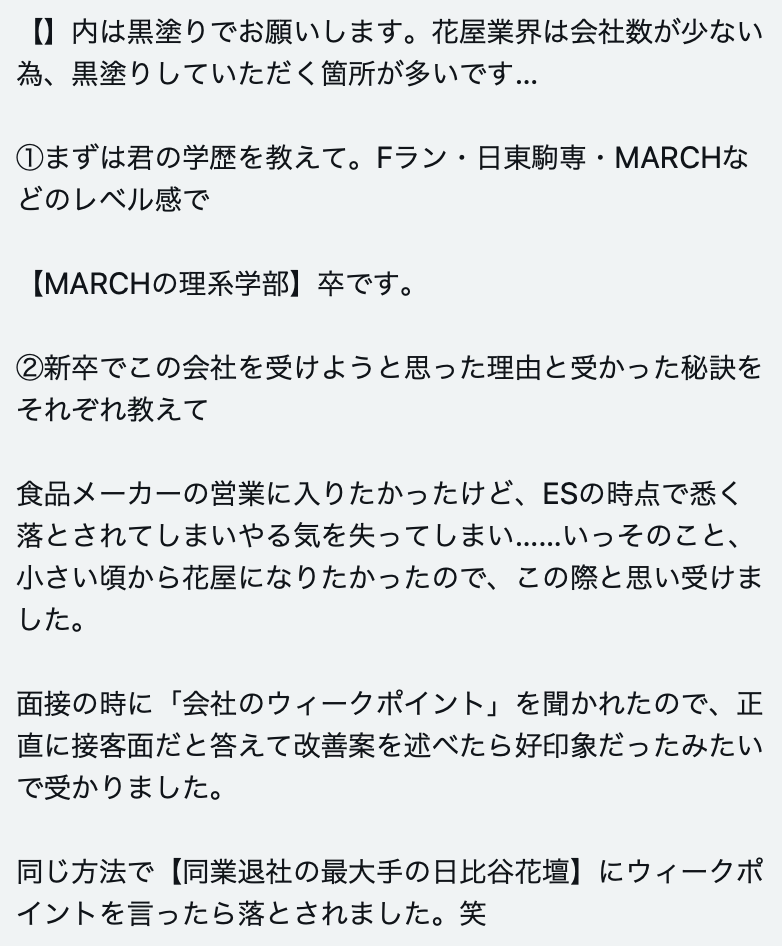 【】内は黒塗りでお願いします。花屋業界は会社数が少ない
為、黒塗りしていただく箇所が多いです...
①まずは君の学歴を教えて。Fラン・日東駒専・MARCHな
どのレベル感で
【MARCHの理系学部】卒です。
②新卒でこの会社を受けようと思った理由と受かった秘訣を
それぞれ教えて
食品メーカーの営業に入りたかったけど、ESの時点で悉く
落とされてしまいやる気を失ってしまい......いっそのこと、
小さい頃から花屋になりたかったので、この際と思い受けま
した。
面接の時に「会社のウィークポイント」を聞かれたので、正
直に接客面だと答えて改善案を述べたら好印象だったみたい
で受かりました。
同じ方法で【同業退社の最大手の日比谷花壇】にウィークポ
イントを言ったら落とされました。笑